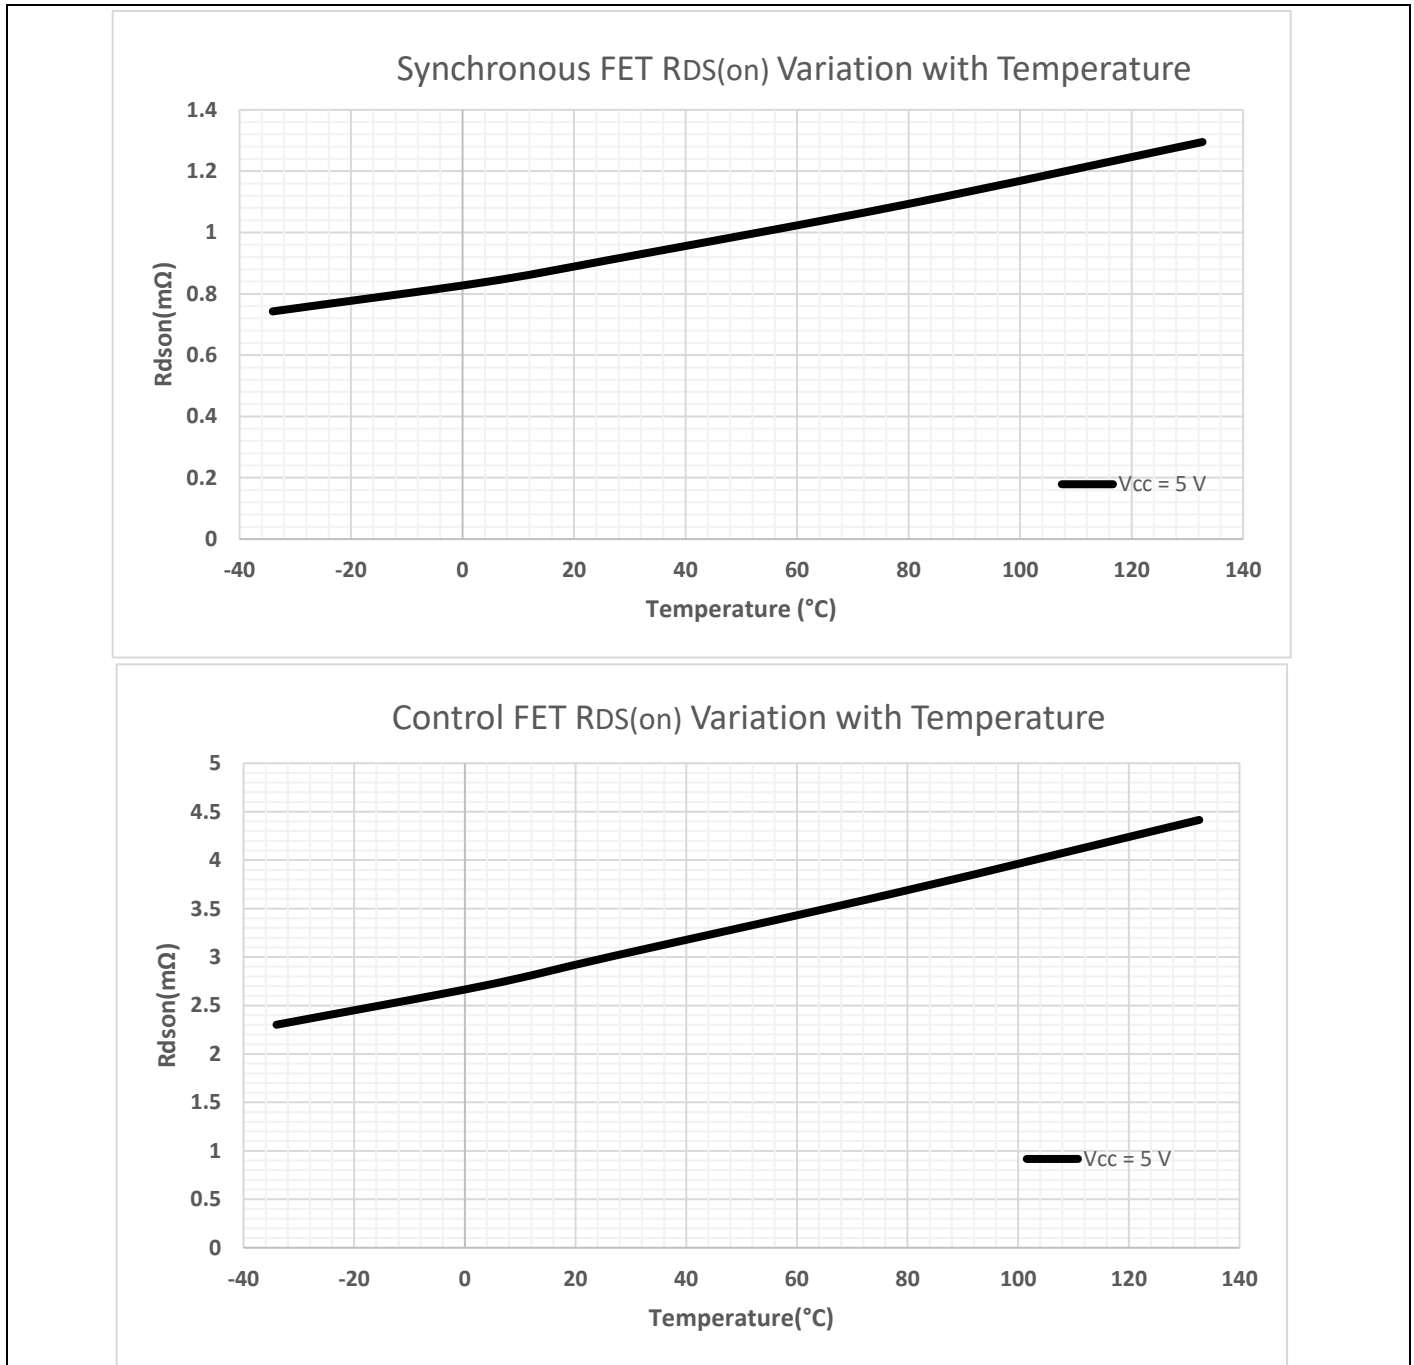 Synchronous FET RDS(on) Variation with Temperature
1.4
1.2
1
0.8
0.6
0.4
0.2
0
Rdson(mΩ)
Vcc = 5 V
-40 -20 0 20 40 60 80 100 120 140
Temperature (°C)
Control FET RDS(on) Variation with Temperature
5
4.5
4
3.5
3
2.5
2
1.5
1
0.5
0
Rdson(mΩ)
Vcc = 5 V
-40 -20 0 20 40 60 80 100 120 140
Temperature(°C)